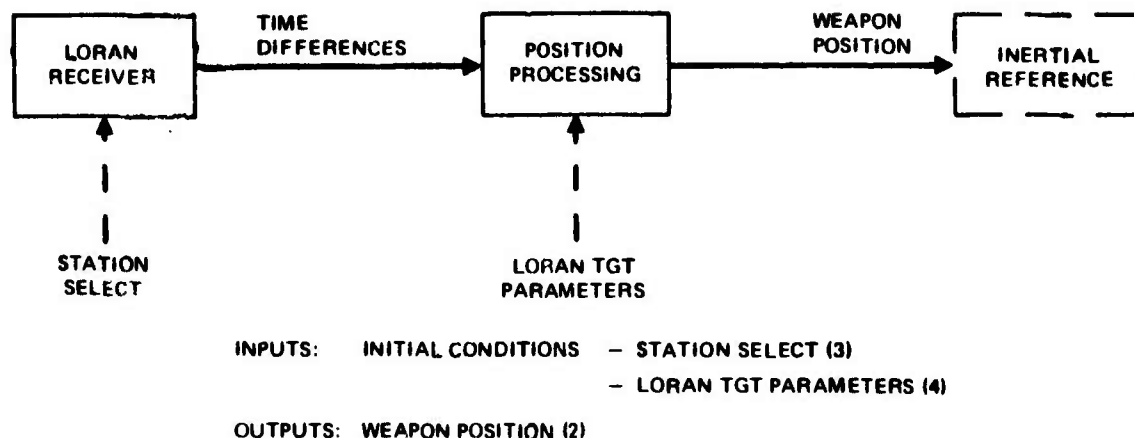 LORAN
RECEIVER
TIME
DIFFERENCES
POSITION
PROCESSING
WEAPON
POSITION
INERTIAL
REFERENCE
STATION
SELECT
LORAN TGT
PARAMETERS
INPUTS: INITIAL CONDITIONS – STATION SELECT (3)
– LORAN TGT PARAMETERS (4)
OUTPUTS: WEAPON POSITION (2)